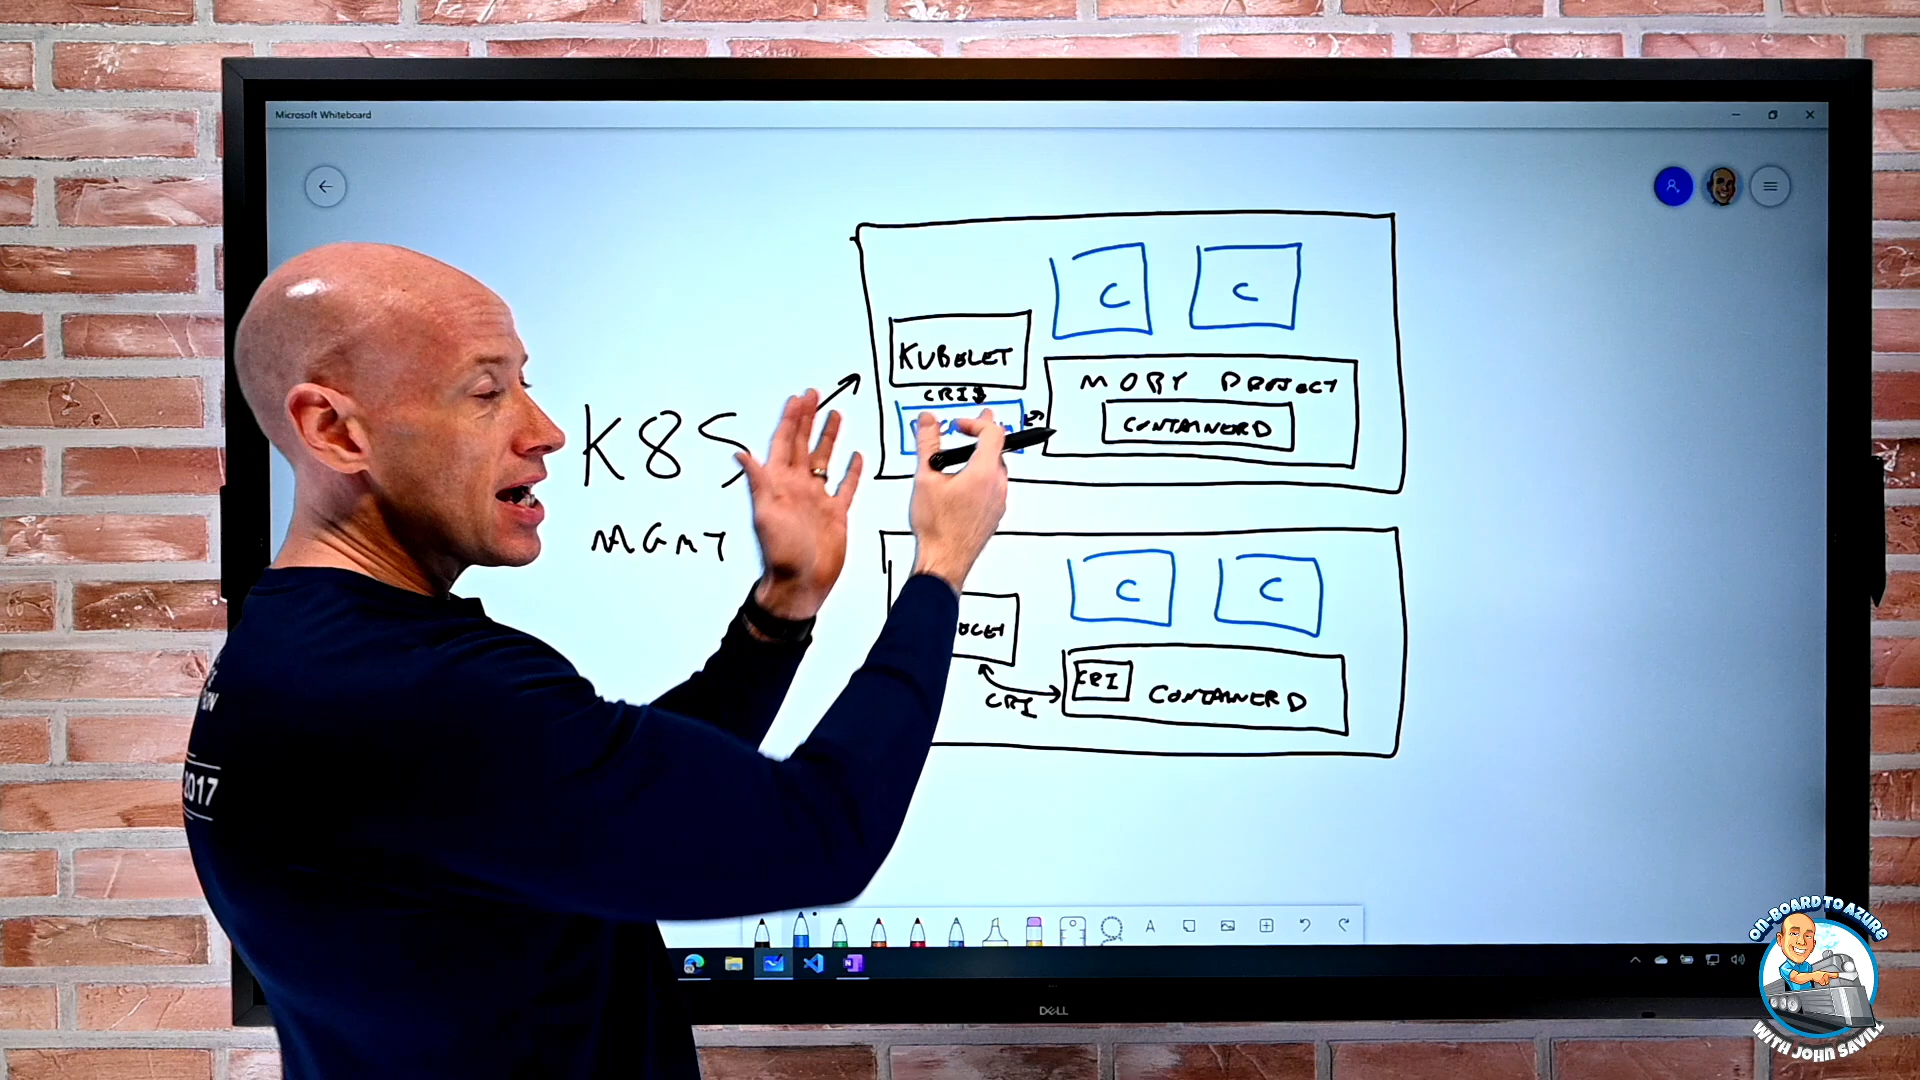 Microsoft Whiteboard
C C
KUBELET
CRI
MOBY PROJECT
CONTAINERD
K8S
MGMT
C C
CRI
CRI CONTAINERD
2017
A
DELL
ON-BOARD TO AZURE
WITH JOHN SAVILL